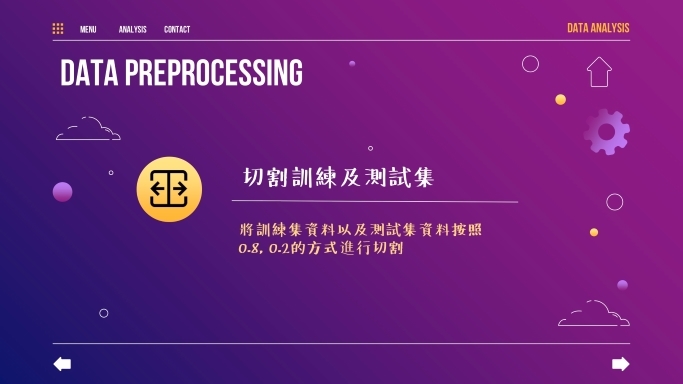 MENU ANALYSIS CONTACT DATA ANALYSIS
DATA PREPROCESSING
切割訓練及測試集
將訓練集資料以及測試集資料按照
0.8, 0.2的方式進行切割